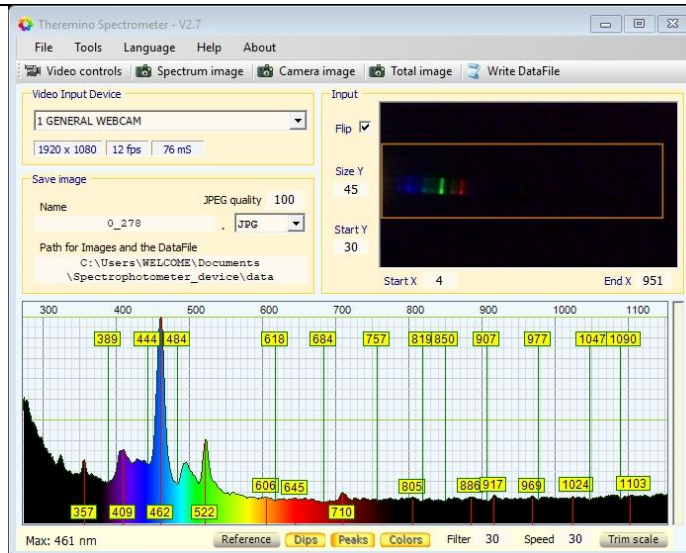 Theremino Spectrometer - V2.7
File Tools Language Help About
Video controls Spectrum image Camera image Total image Write DataFile
Video Input Device
1 GENERAL WEBCAM
1920 x 1080 12 fps 76 mS
Save image
Name JPEG quality 100
0_278 . JPG
Path for Images and the DataFile
C:\Users\WELCOME\Documents
\Spectrophotometer_device\data
Input
Flip
Size Y
45
Start Y
30
Start X 4 End X 951
300 400 500 600 700 800 900 1000 1100
389 444 484 618 684 757 819 850 907 977 1047 1090
606 645 805 886 917 969 1024 1103
357 409 462 522 710
Max: 461 nm Reference Dips Peaks Colors Filter 30 Speed 30 Trim scale